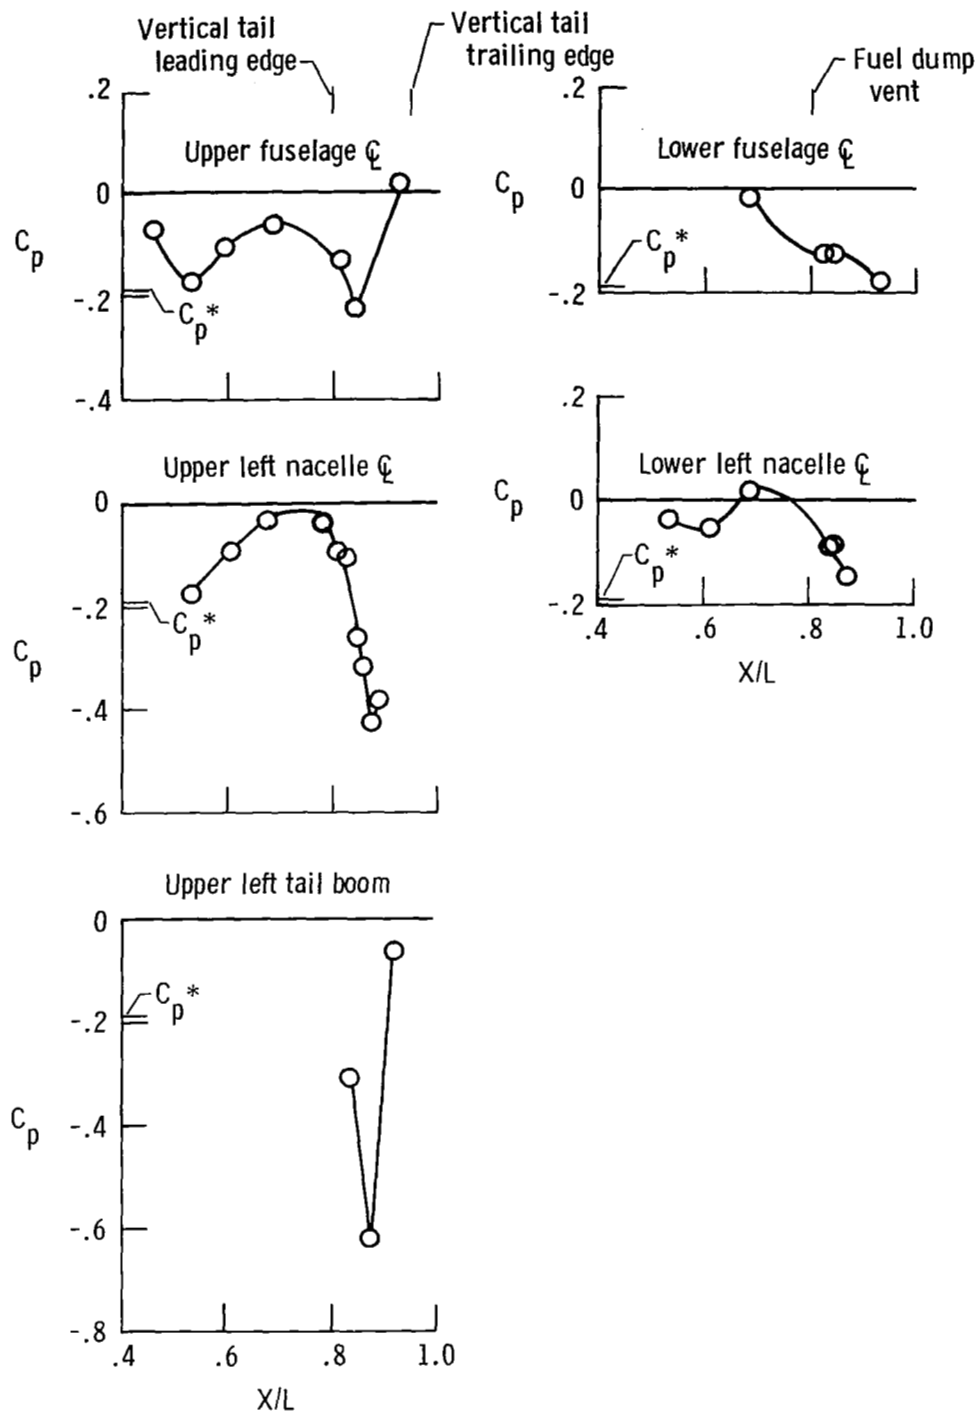 Vertical tail
leading edge
Vertical tail
trailing edge
.2
Upper fuselage ℄
0
Cp
-.2
Cp*
-.4
Fuel dump
vent
.2
Lower fuselage ℄
Cp
0
Cp*
-.2
Upper left nacelle ℄
0
-.2
Cp*
Cp
-.4
-.6
.2
Lower left nacelle ℄
Cp
0
Cp*
-.2
.4 .6 .8 1.0
X/L
Upper left tail boom
0
Cp*
-.2
Cp
-.4
-.6
-.8
.4 .6 .8 1.0
X/L